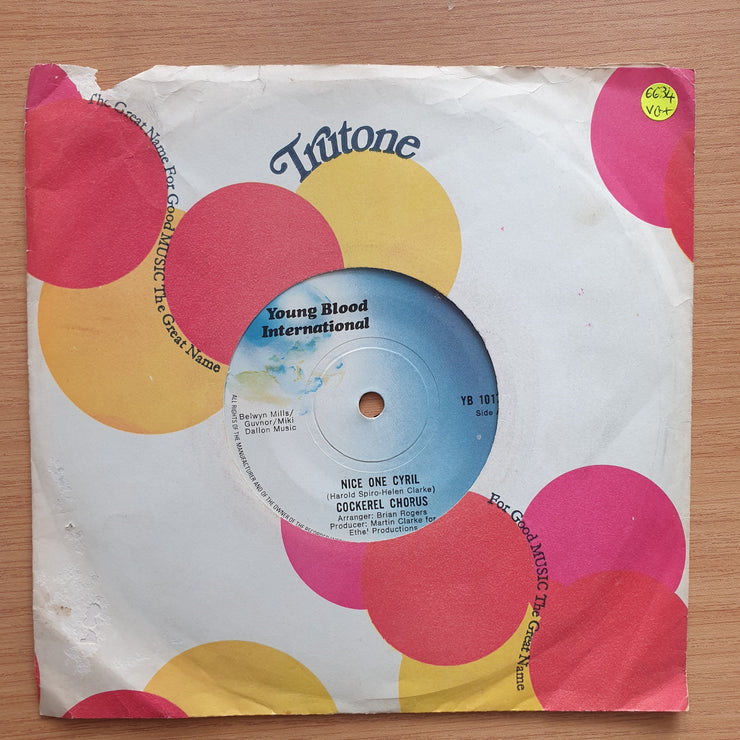 6634
VG+
The Great Name For Good MUSIC The Great Name
Trutone
Young Blood
International
YB 101
Side
Belwyn Mills/
Guvnor/Miki
Dallon Music
NICE ONE CYRIL
(Harold Spiro-Helen Clarke)
COCKEREL CHORUS
Arranger: Brian Rogers
Producer: Martin Clarke for
Ethe' Productions
ALL RIGHTS OF THE MANUFACTURER AND OF THE OWNER OF THE RECORDED
For Good MUSIC The Great Name